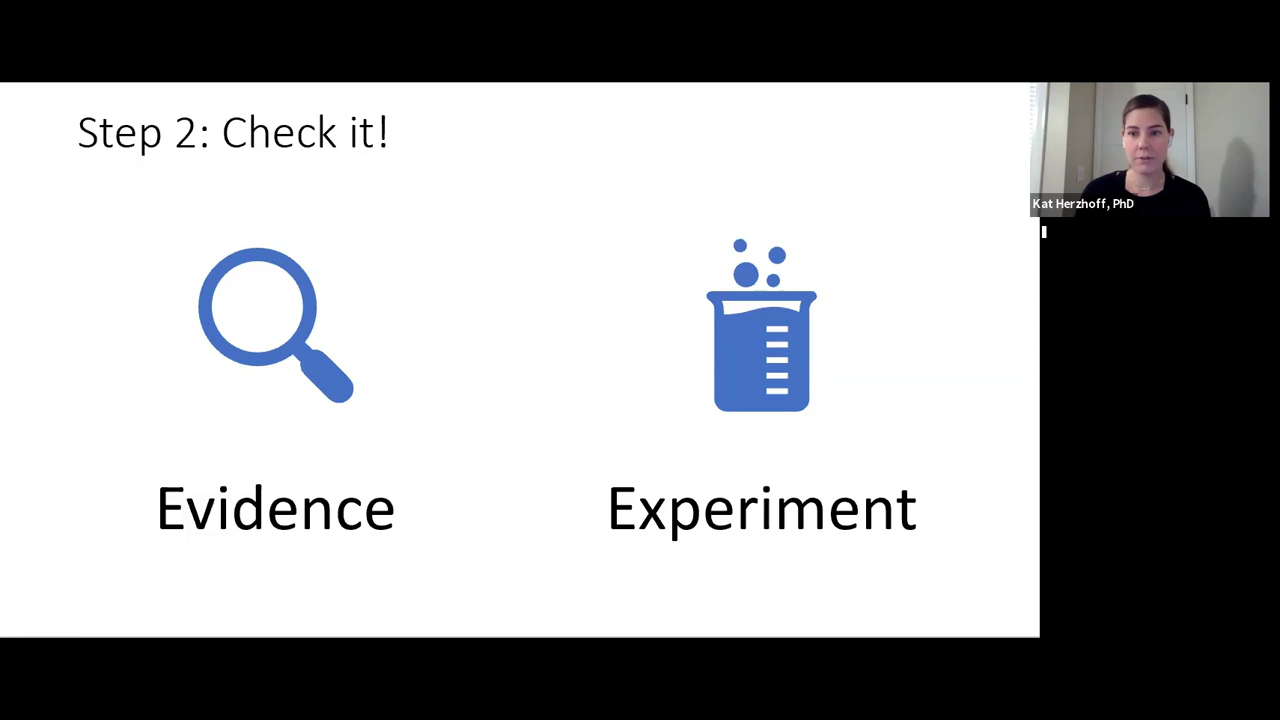 Step 2: Check it!
Kat Herzhoff, PhD
Evidence
Experiment